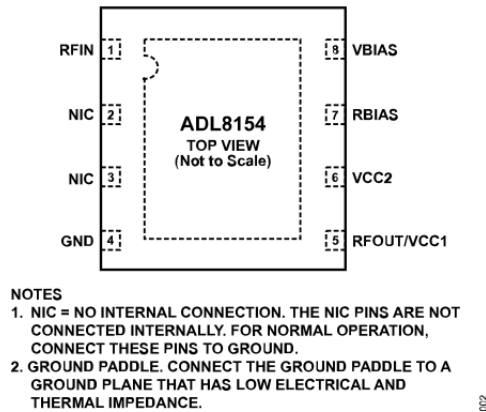 RFIN 1
8 VBIAS
NIC 2
7 RBIAS
ADL8154
TOP VIEW
(Not to Scale)
NIC 3
6 VCC2
GND 4
5 RFOUT/VCC1
NOTES
1. NIC = NO INTERNAL CONNECTION. THE NIC PINS ARE NOT
CONNECTED INTERNALLY. FOR NORMAL OPERATION,
CONNECT THESE PINS TO GROUND.
2. GROUND PADDLE. CONNECT THE GROUND PADDLE TO A
GROUND PLANE THAT HAS LOW ELECTRICAL AND
THERMAL IMPEDANCE.
002